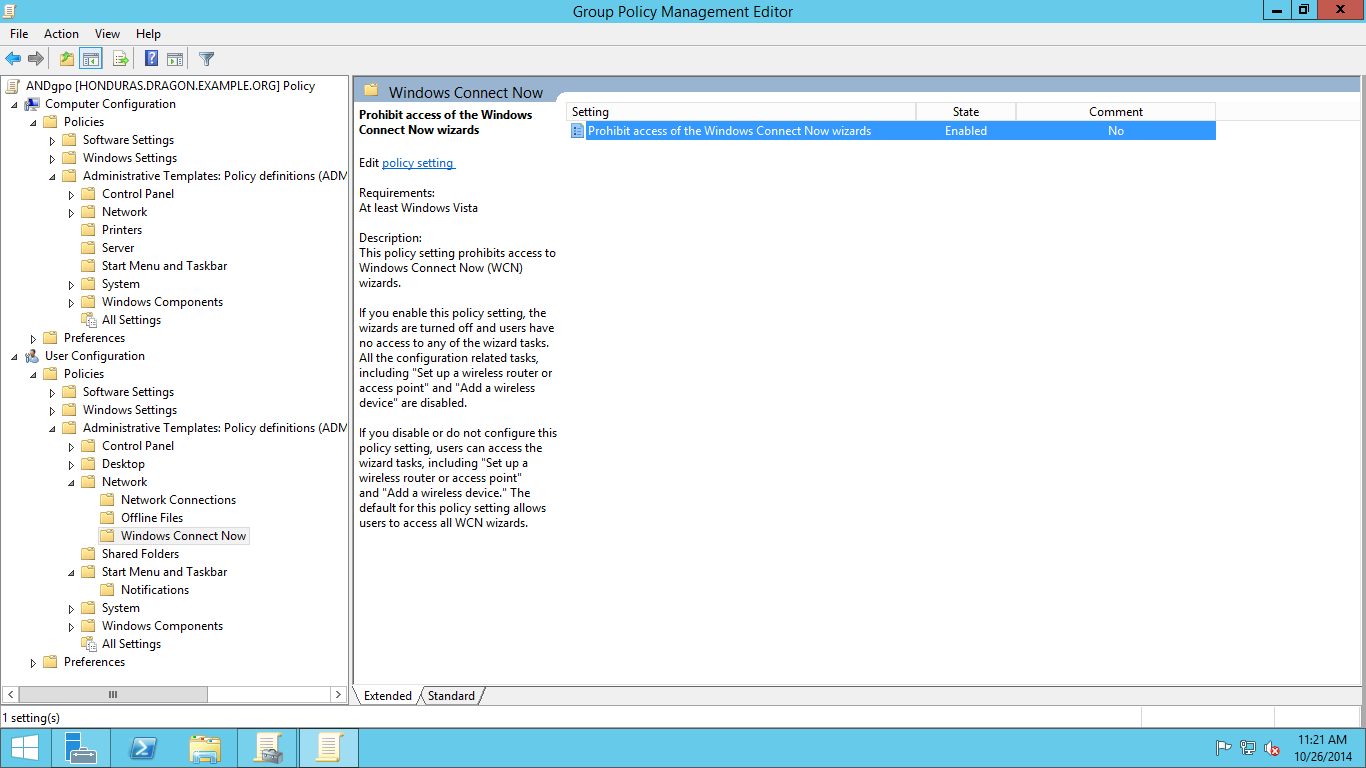 Group Policy Management Editor
File Action View Help
ANDgpo [HONDURAS.DRAGON.EXAMPLE.ORG] Policy
Computer Configuration
Policies
Software Settings
Windows Settings
Administrative Templates: Policy definitions (ADM
Control Panel
Network
Printers
Server
Start Menu and Taskbar
System
Windows Components
All Settings
Preferences
User Configuration
Policies
Software Settings
Windows Settings
Administrative Templates: Policy definitions (ADM
Control Panel
Desktop
Network
Network Connections
Offline Files
Windows Connect Now
Shared Folders
Start Menu and Taskbar
Notifications
System
Windows Components
All Settings
Preferences
Windows Connect Now
Prohibit access of the Windows
Connect Now wizards
Edit policy setting
Requirements:
At least Windows Vista
Description:
This policy setting prohibits access to
Windows Connect Now (WCN)
wizards.
If you enable this policy setting, the
wizards are turned off and users have
no access to any of the wizard tasks.
All the configuration related tasks,
including "Set up a wireless router or
access point" and "Add a wireless
device" are disabled.
If you disable or do not configure this
policy setting, users can access the
wizard tasks, including "Set up a
wireless router or access point"
and "Add a wireless device." The
default for this policy setting allows
users to access all WCN wizards.
Setting State Comment
Prohibit access of the Windows Connect Now wizards Enabled No
Extended Standard
1 setting(s)
11:21 AM
10/26/2014